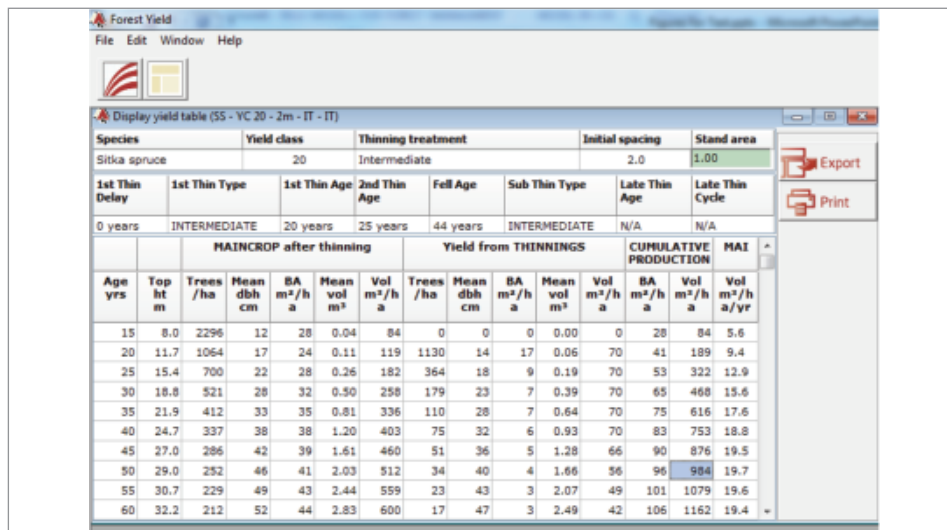 Forest Yield
File Edit Window Help
Display yield table (SS - YC 20 - 2m - IT - IT)
Species Yield class Thinning treatment Initial spacing Stand area
Sitka spruce 20 Intermediate 2.0 1.00
Export
1st Thin Delay 1st Thin Type 1st Thin Age 2nd Thin Age Fell Age Sub Thin Type Late Thin Age Late Thin Cycle
Print
0 years INTERMEDIATE 20 years 25 years 44 years INTERMEDIATE N/A N/A
MAINCROP after thinning Yield from THINNINGS CUMULATIVE PRODUCTION MAI
Age yrs Top ht m Trees /ha Mean dbh cm BA m²/h a Mean vol m³ Vol m³/h a Trees /ha Mean dbh cm BA m²/h a Mean vol m³ Vol m³/h a BA m²/h a Vol m³/h a Vol m³/h a/yr
15 8.0 2296 12 28 0.04 84 0 0 0 0.00 0 28 84 5.6
20 11.7 1064 17 24 0.11 119 1130 14 17 0.06 70 41 189 9.4
25 15.4 700 22 28 0.26 182 364 18 9 0.19 70 53 322 12.9
30 18.8 521 28 32 0.50 258 179 23 7 0.39 70 65 468 15.6
35 21.9 412 33 35 0.81 336 110 28 7 0.64 70 75 616 17.6
40 24.7 337 38 38 1.20 403 75 32 6 0.93 70 83 753 18.8
45 27.0 286 42 39 1.61 460 51 36 5 1.28 66 90 876 19.5
50 29.0 252 46 41 2.03 512 34 40 4 1.66 56 96 984 19.7
55 30.7 229 49 43 2.44 559 23 43 3 2.07 49 101 1079 19.6
60 32.2 212 52 44 2.83 600 17 47 3 2.49 42 106 1162 19.4